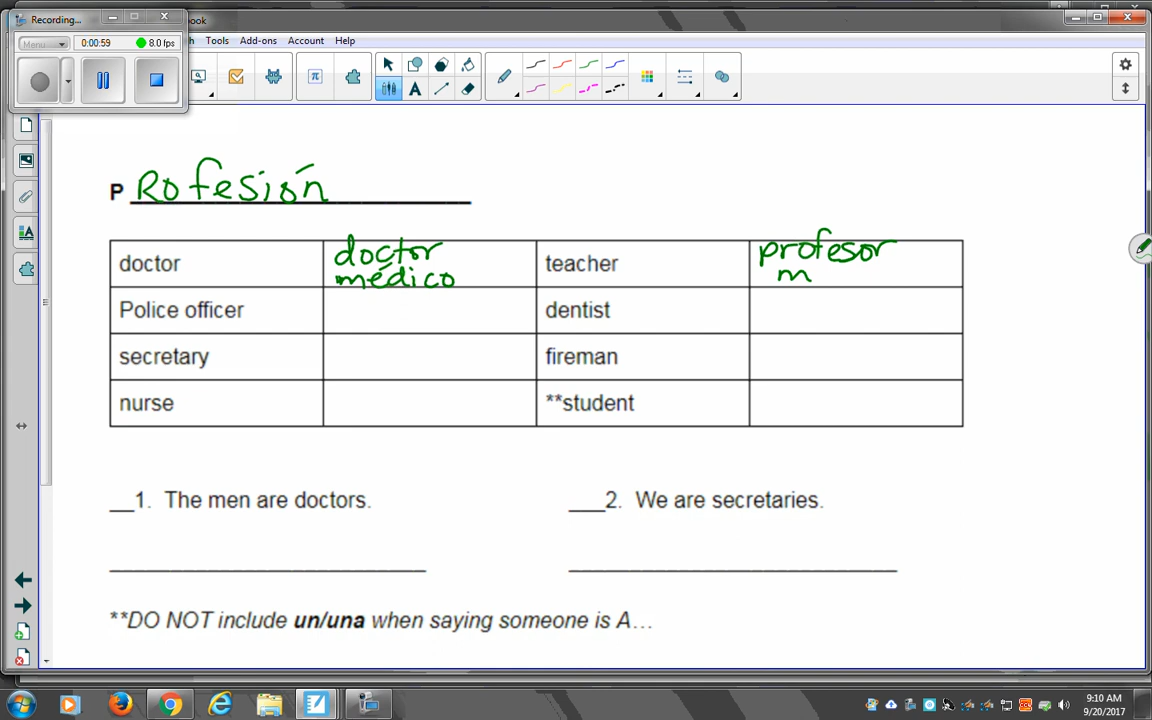 Recording...
book
Menu
0:00:59
8.0 fps
Tools Add-ons Account Help
PRofesión
doctor doctor médico teacher profesor m
Police officer dentist
secretary fireman
nurse **student
__1. The men are doctors. ___2. We are secretaries.
**DO NOT include un/una when saying someone is A…
9:10 AM
9/20/2017